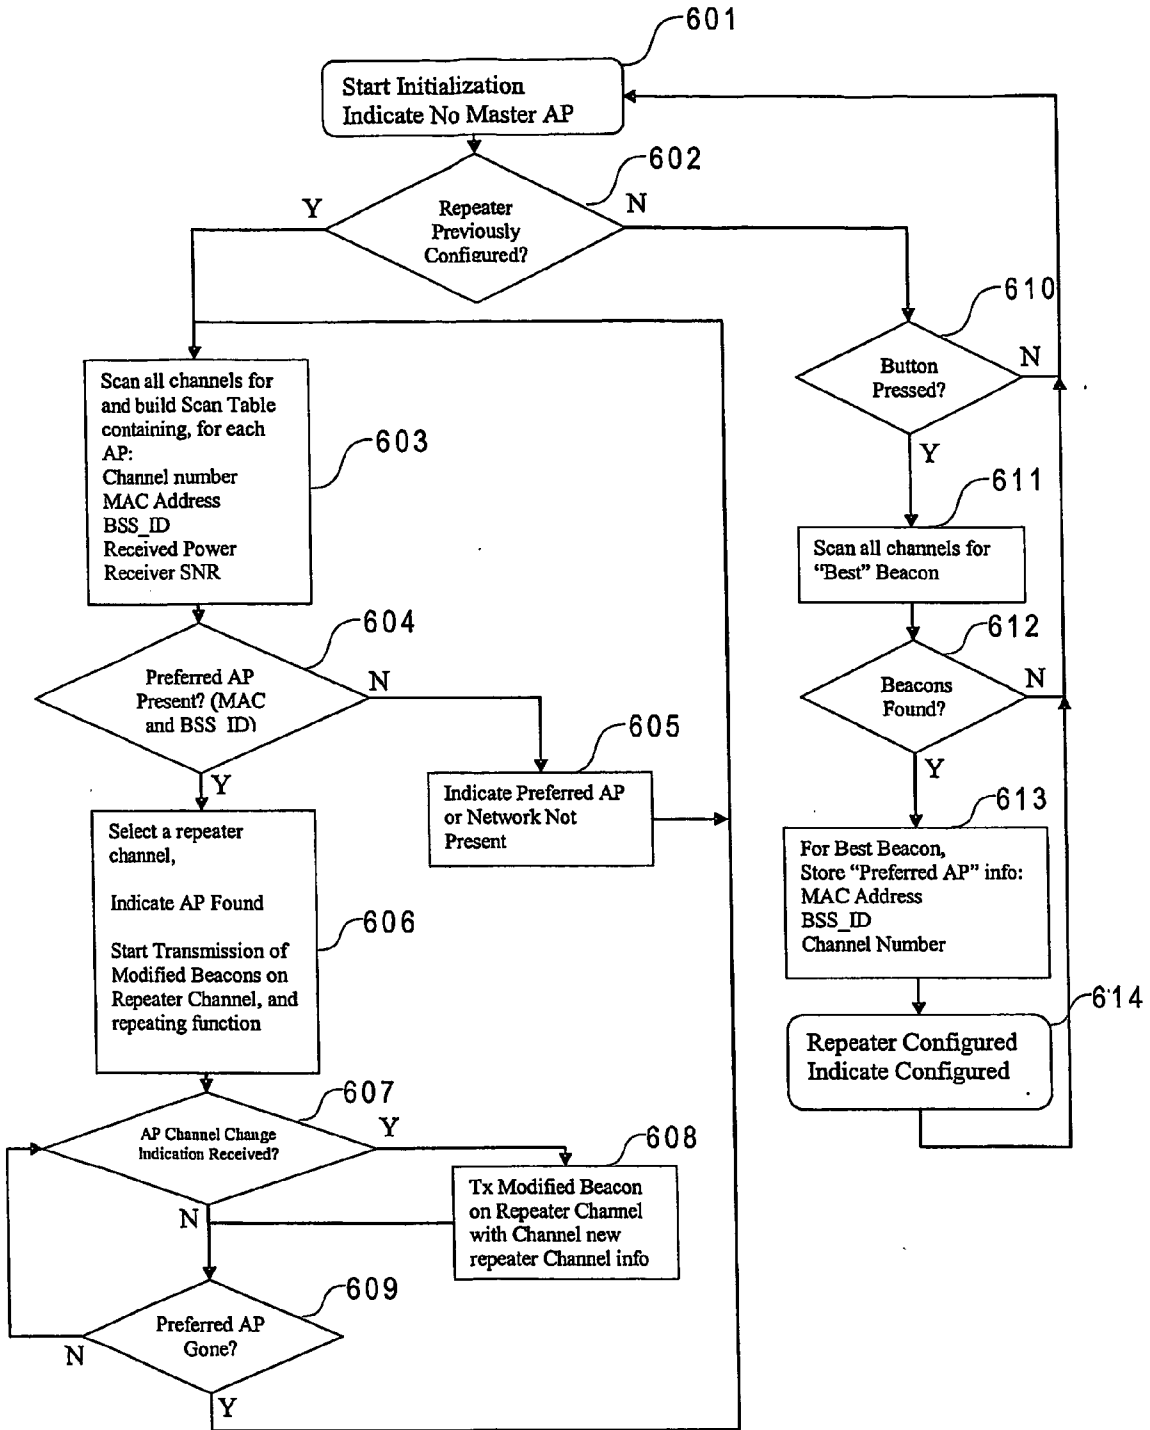 601
Start Initialization
Indicate No Master AP
602
Y
N
Repeater
Previously
Configured?
610
Button
Pressed?
N
Y
Scan all channels for
and build Scan Table
containing, for each
AP:
Channel number
MAC Address
BSS_ID
Received Power
Receiver SNR
603
611
Scan all channels for
“Best” Beacon
604
Preferred AP
Present? (MAC
and BSS_ID)
N
Y
612
Beacons
Found?
N
Y
605
Indicate Preferred AP
or Network Not
Present
613
For Best Beacon,
Store “Preferred AP” info:
MAC Address
BSS_ID
Channel Number
Select a repeater
channel,
Indicate AP Found
Start Transmission of
Modified Beacons on
Repeater Channel, and
repeating function
606
614
Repeater Configured
Indicate Configured
607
AP Channel Change
Indication Received?
Y
N
608
Tx Modified Beacon
on Repeater Channel
with Channel new
repeater Channel info
609
Preferred AP
Gone?
N
Y